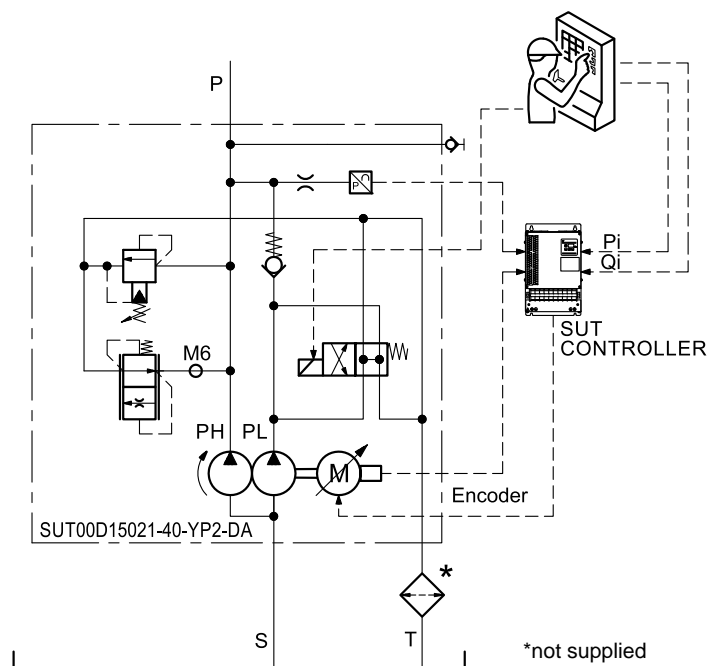 P
P
Pi
Qi
SUT
CONTROLLER
M6
PH PL
M
Encoder
SUT00D15021-40-YP2-DA
*
S
T
*not supplied